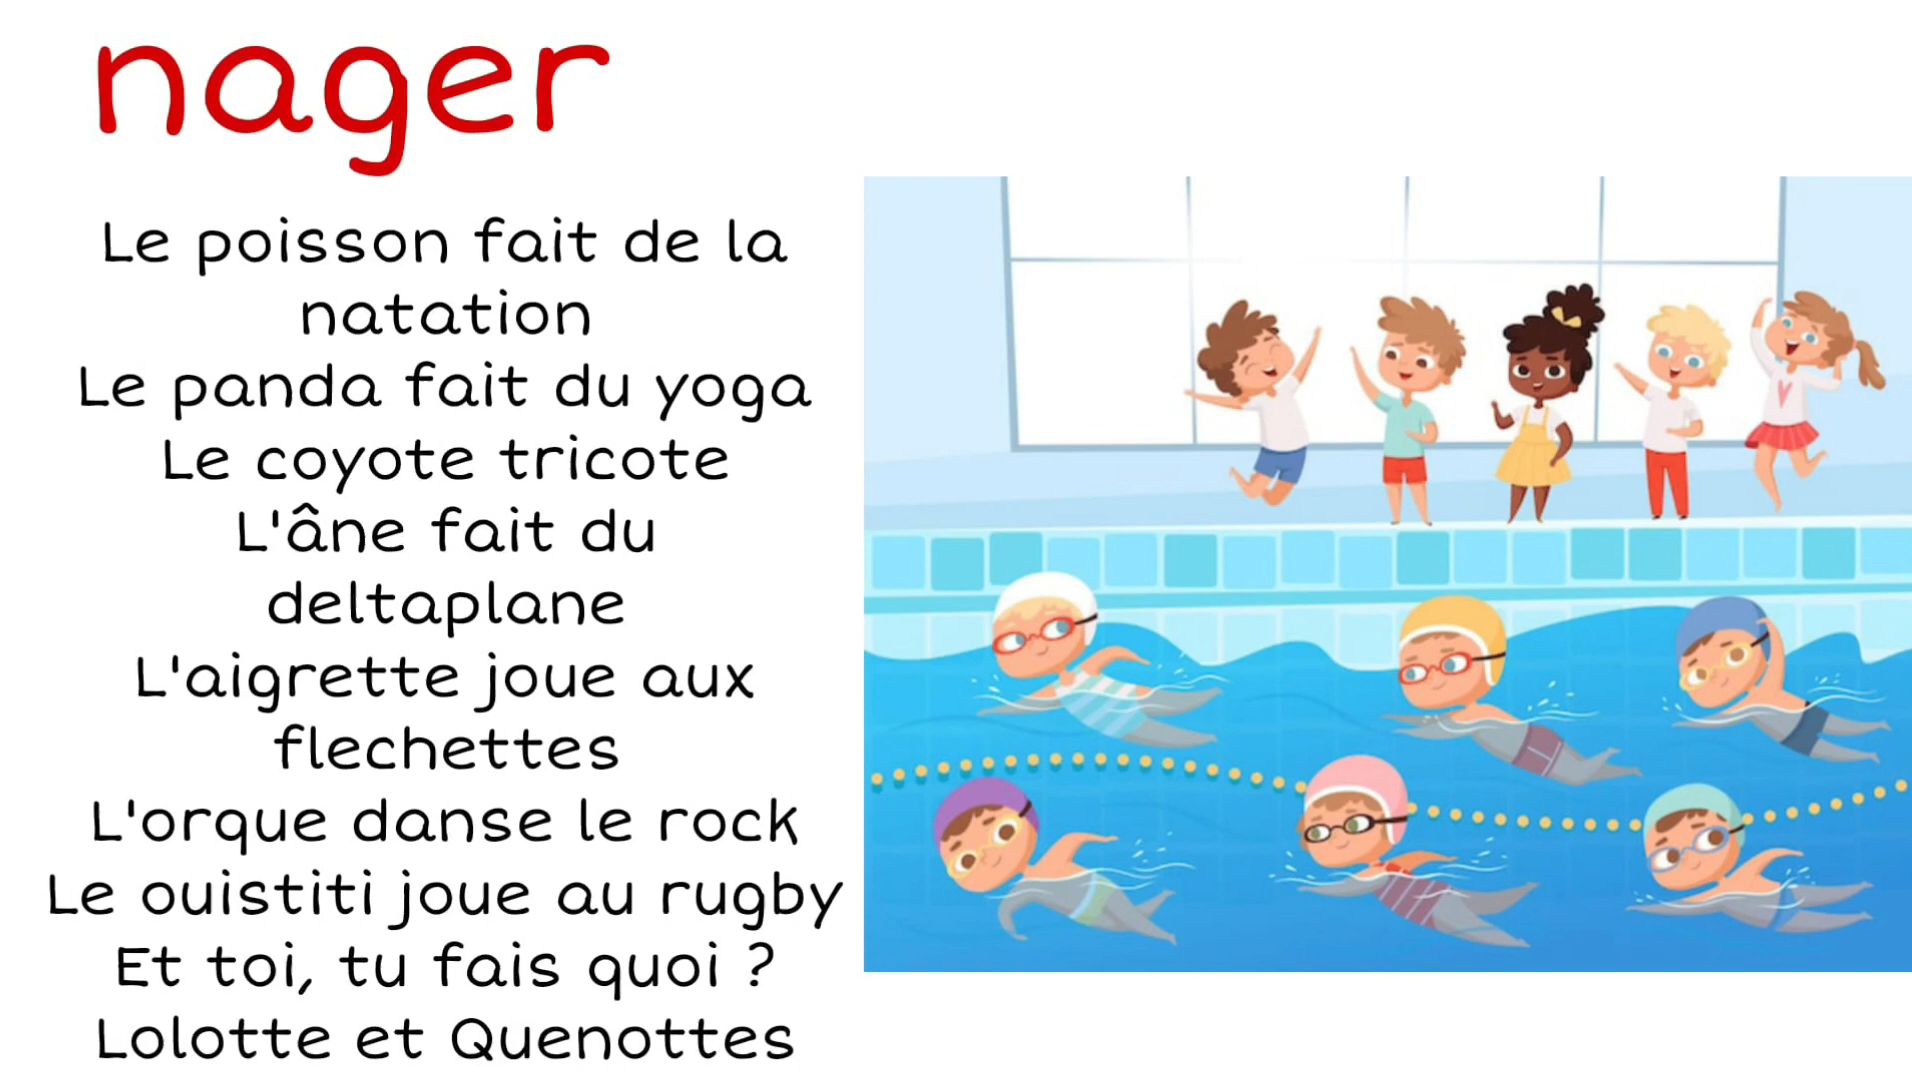 nager
Le poisson fait de la
natation
Le panda fait du yoga
Le coyote tricote
L'âne fait du
deltaplane
L'aigrette joue aux
flechettes
L'orque danse le rock
Le ouistiti joue au rugby
Et toi, tu fais quoi ?
Lolotte et Quenottes